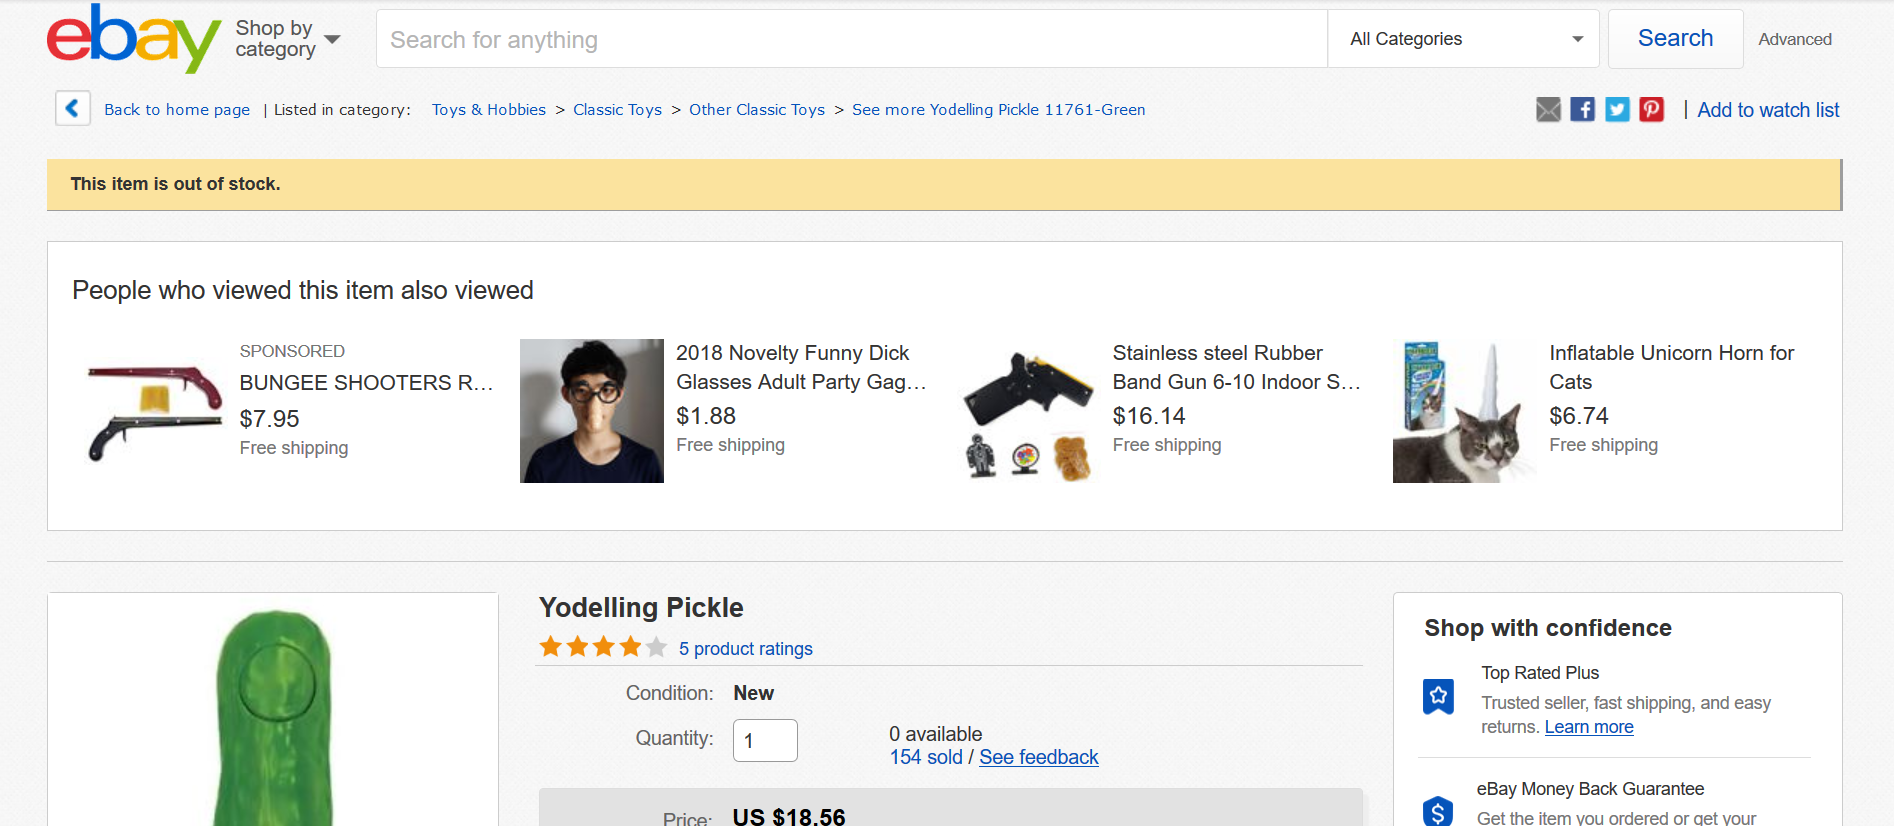 ebay
Shop by
category
Search for anything
All Categories
Search
Advanced
Back to home page | Listed in category: Toys & Hobbies > Classic Toys > Other Classic Toys > See more Yodelling Pickle 11761-Green
| Add to watch list
This item is out of stock.
People who viewed this item also viewed
SPONSORED
BUNGEE SHOOTERS R...
$7.95
Free shipping
2018 Novelty Funny Dick
Glasses Adult Party Gag...
$1.88
Free shipping
Stainless steel Rubber
Band Gun 6-10 Indoor S...
$16.14
Free shipping
Inflatable Unicorn Horn for
Cats
$6.74
Free shipping
Yodelling Pickle
5 product ratings
Condition: New
Quantity: 1
0 available
154 sold / See feedback
Price: US $18.56
Shop with confidence
Top Rated Plus
Trusted seller, fast shipping, and easy
returns. Learn more
eBay Money Back Guarantee
Get the item you ordered or get your